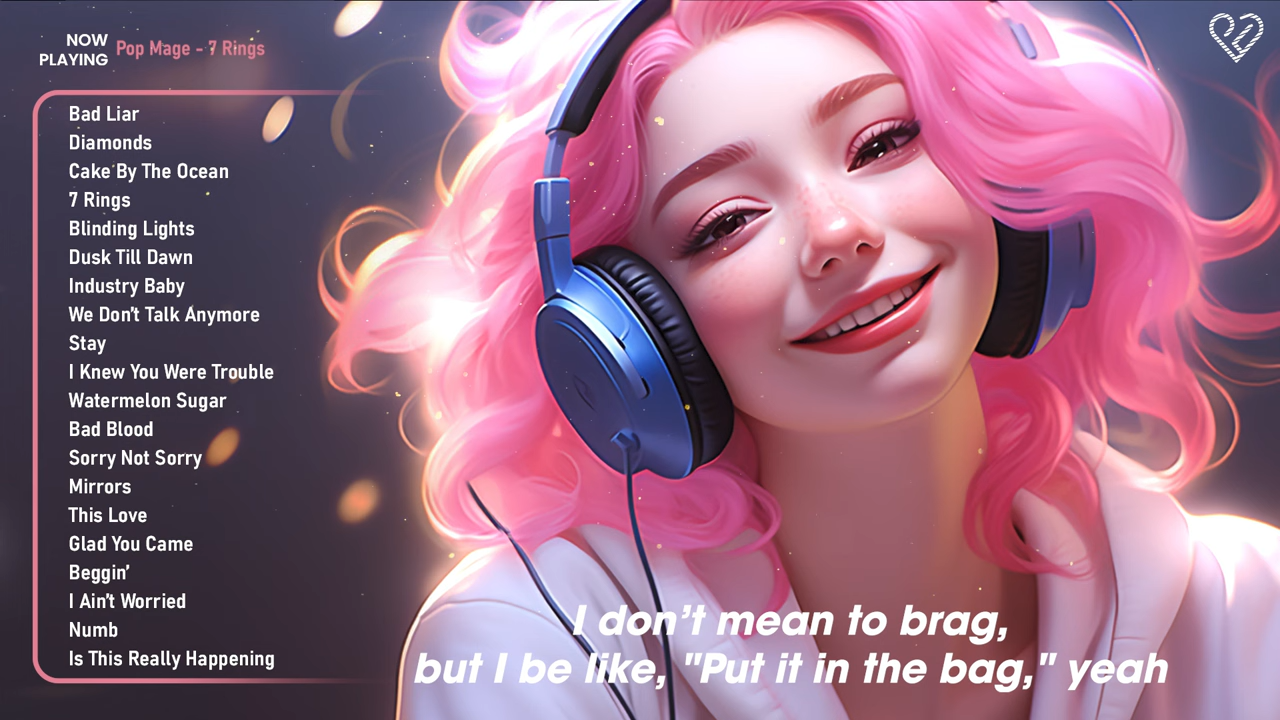 NOW
PLAYING
Pop Mage - 7 Rings
Bad Liar
Diamonds
Cake By The Ocean
7 Rings
Blinding Lights
Dusk Till Dawn
Industry Baby
We Don't Talk Anymore
Stay
I Knew You Were Trouble
Watermelon Sugar
Bad Blood
Sorry Not Sorry
Mirrors
This Love
Glad You Came
Beggin'
I Ain't Worried
Numb
Is This Really Happening
I don't mean to brag,
but I be like, "Put it in the bag," yeah